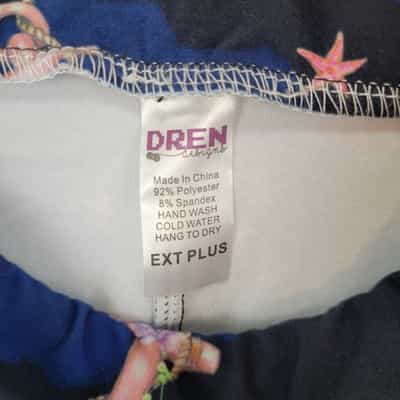 DREN
designs
Made in China
92% Polyester
8% Spandex
HAND WASH
COLD WATER
HANG TO DRY
EXT PLUS